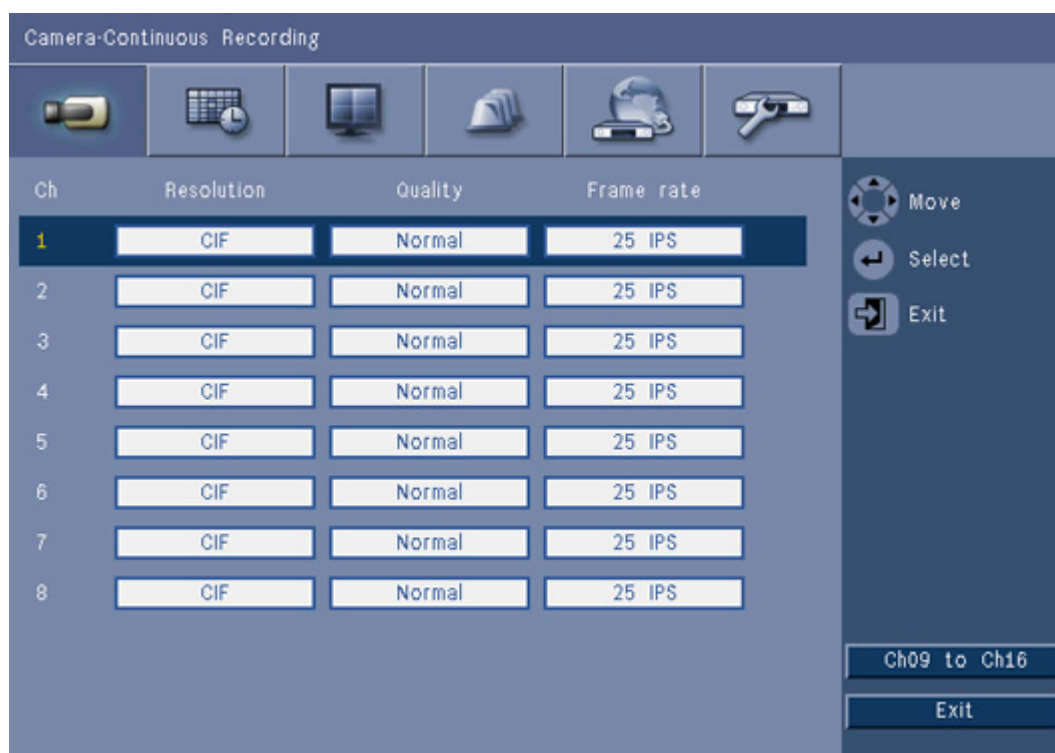 Camera-Continuous Recording
Ch Resolution Quality Frame rate
1 CIF Normal 25 IPS
2 CIF Normal 25 IPS
3 CIF Normal 25 IPS
4 CIF Normal 25 IPS
5 CIF Normal 25 IPS
6 CIF Normal 25 IPS
7 CIF Normal 25 IPS
8 CIF Normal 25 IPS
Move
Select
Exit
Ch09 to Ch16
Exit